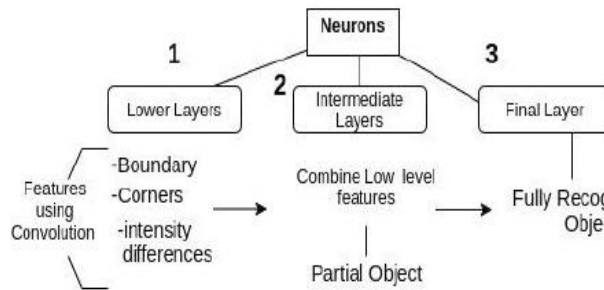 Neurons
1
2
3
Lower Layers
Intermediate
Layers
Final Layer
Features
using
Convolution
-Boundary
-Corners
-intensity
differences
Combine Low level
features
Partial Object
Fully